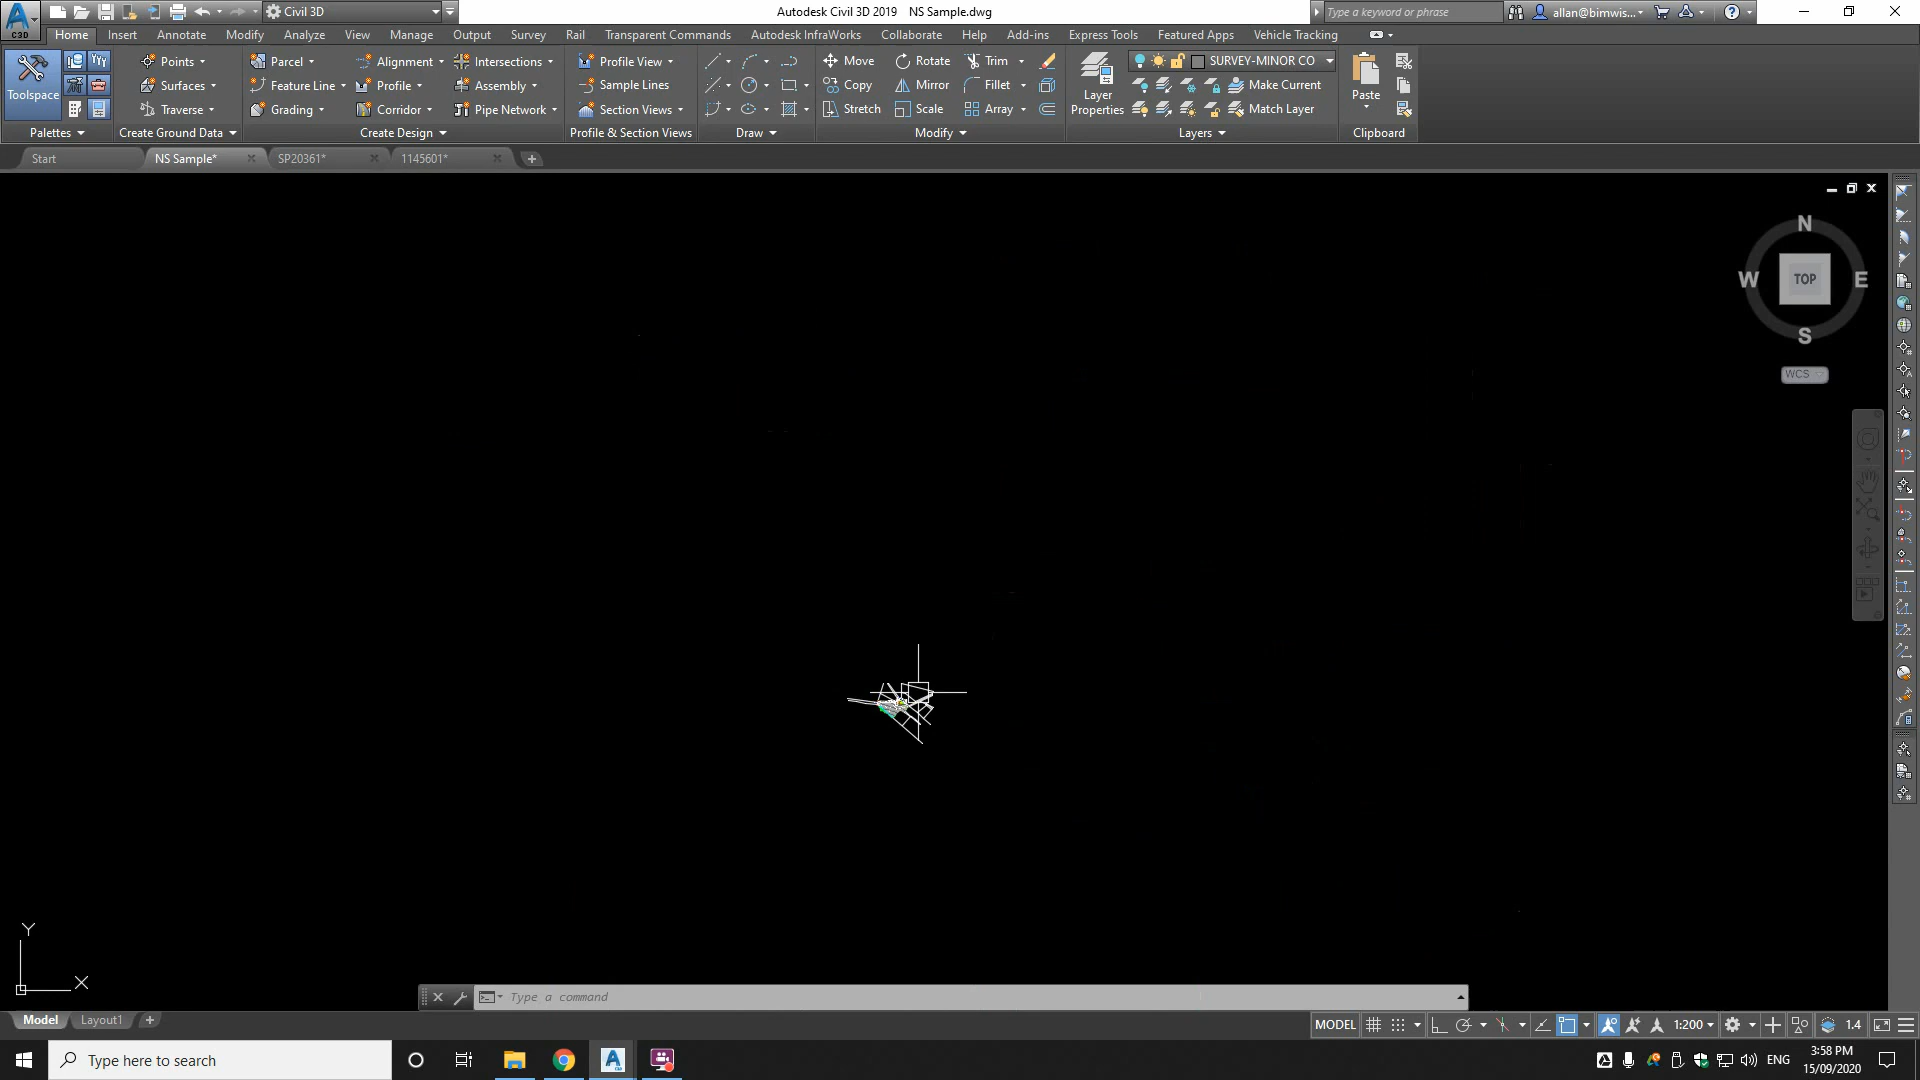 C3D
Civil 3D
Autodesk Civil 3D 2019 NS Sample.dwg
Type a keyword or phrase
allan@bimwis...
Home Insert Annotate Modify Analyze View Manage Output Survey Rail Transparent Commands Autodesk InfraWorks Collaborate Help Add-ins Express Tools Featured Apps Vehicle Tracking
Toolspace
Points
Surfaces
Traverse
Parcel
Feature Line
Grading
Alignment
Profile
Corridor
Intersections
Assembly
Pipe Network
Profile View
Sample Lines
Section Views
Move
Copy
Stretch
Rotate
Mirror
Scale
Trim
Fillet
Array
Layer
Properties
SURVEY-MINOR CO
Make Current
Match Layer
Paste
Palettes Create Ground Data Create Design Profile & Section Views Draw Modify Layers Clipboard
Start NS Sample* SP20361* 1145601*
N
W TOP E
S
WCS
Y
X
Type a command
Model Layout1
MODEL 1:200 1.4
Type here to search
ENG
3:58 PM
15/09/2020